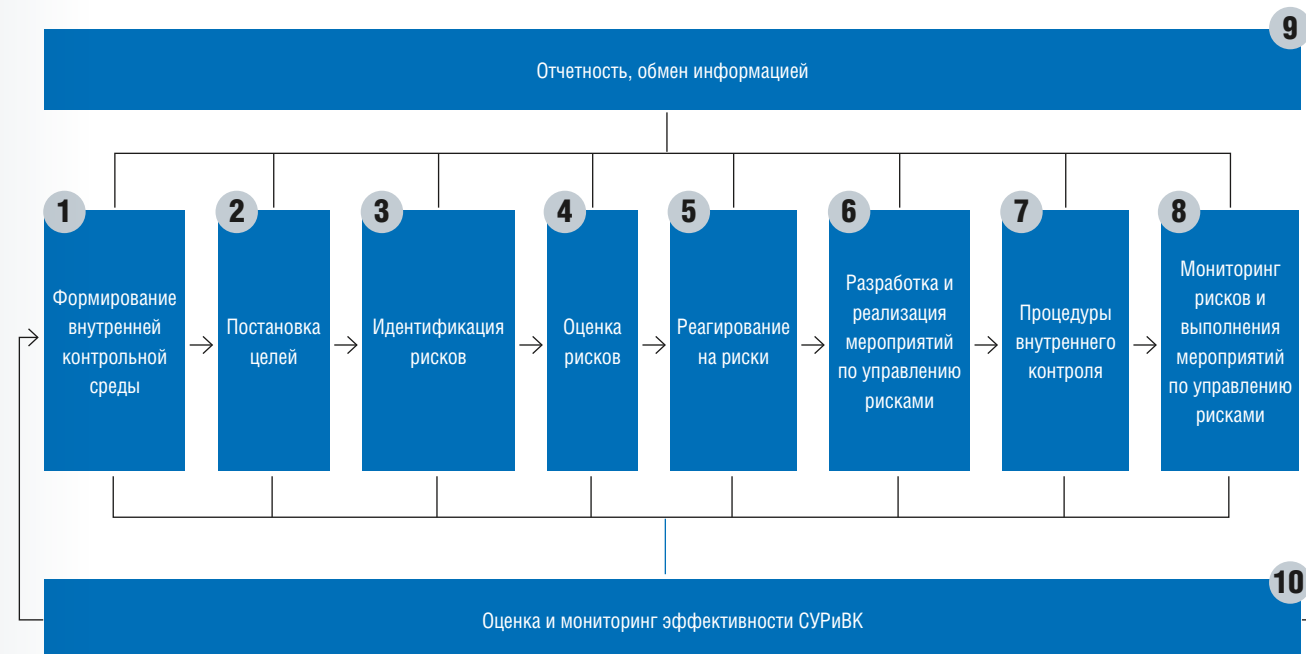 9
Отчетность, обмен информацией
1
Формирование
внутренней
контрольной
среды
2
Постановка
целей
3
Идентификация
рисков
4
Оценка
рисков
5
Реагирование
на риски
6
Разработка и
реализация
мероприятий
по управлению
рисками
7
Процедуры
внутреннего
контроля
8
Мониторинг
рисков и
выполнения
мероприятий
по управлению
рисками
10
Оценка и мониторинг эффективности СУРиВК